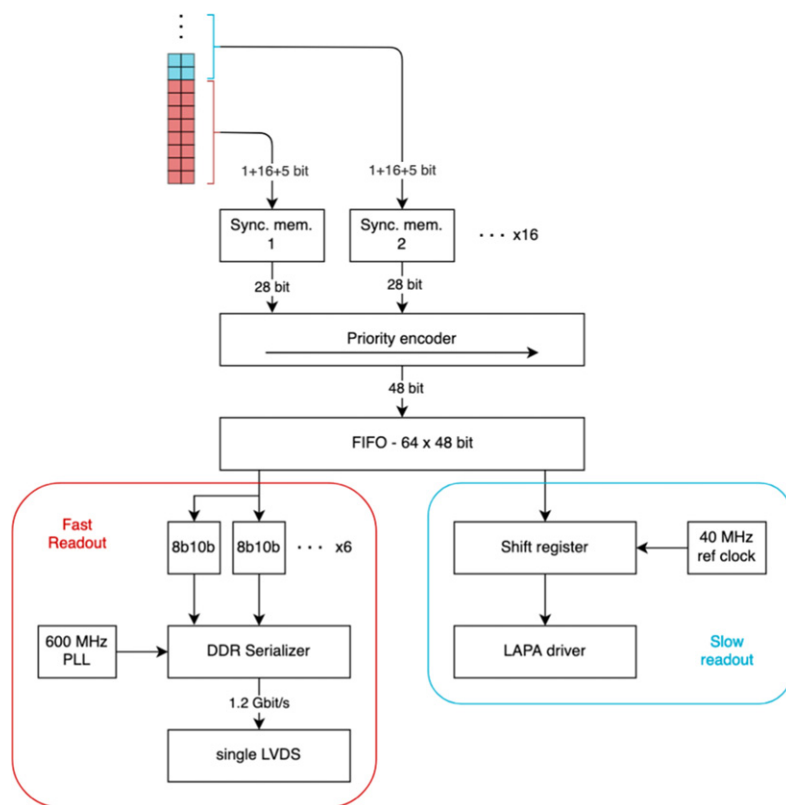 1+16+5 bit
1+16+5 bit
Sync. mem.
1
Sync. mem.
2
· · · x16
28 bit
28 bit
Priority encoder
48 bit
FIFO - 64 x 48 bit
Fast
Readout
8b10b
8b10b
· · · x6
600 MHz
PLL
DDR Serializer
1.2 Gbit/s
single LVDS
Shift register
40 MHz
ref clock
LAPA driver
Slow
readout